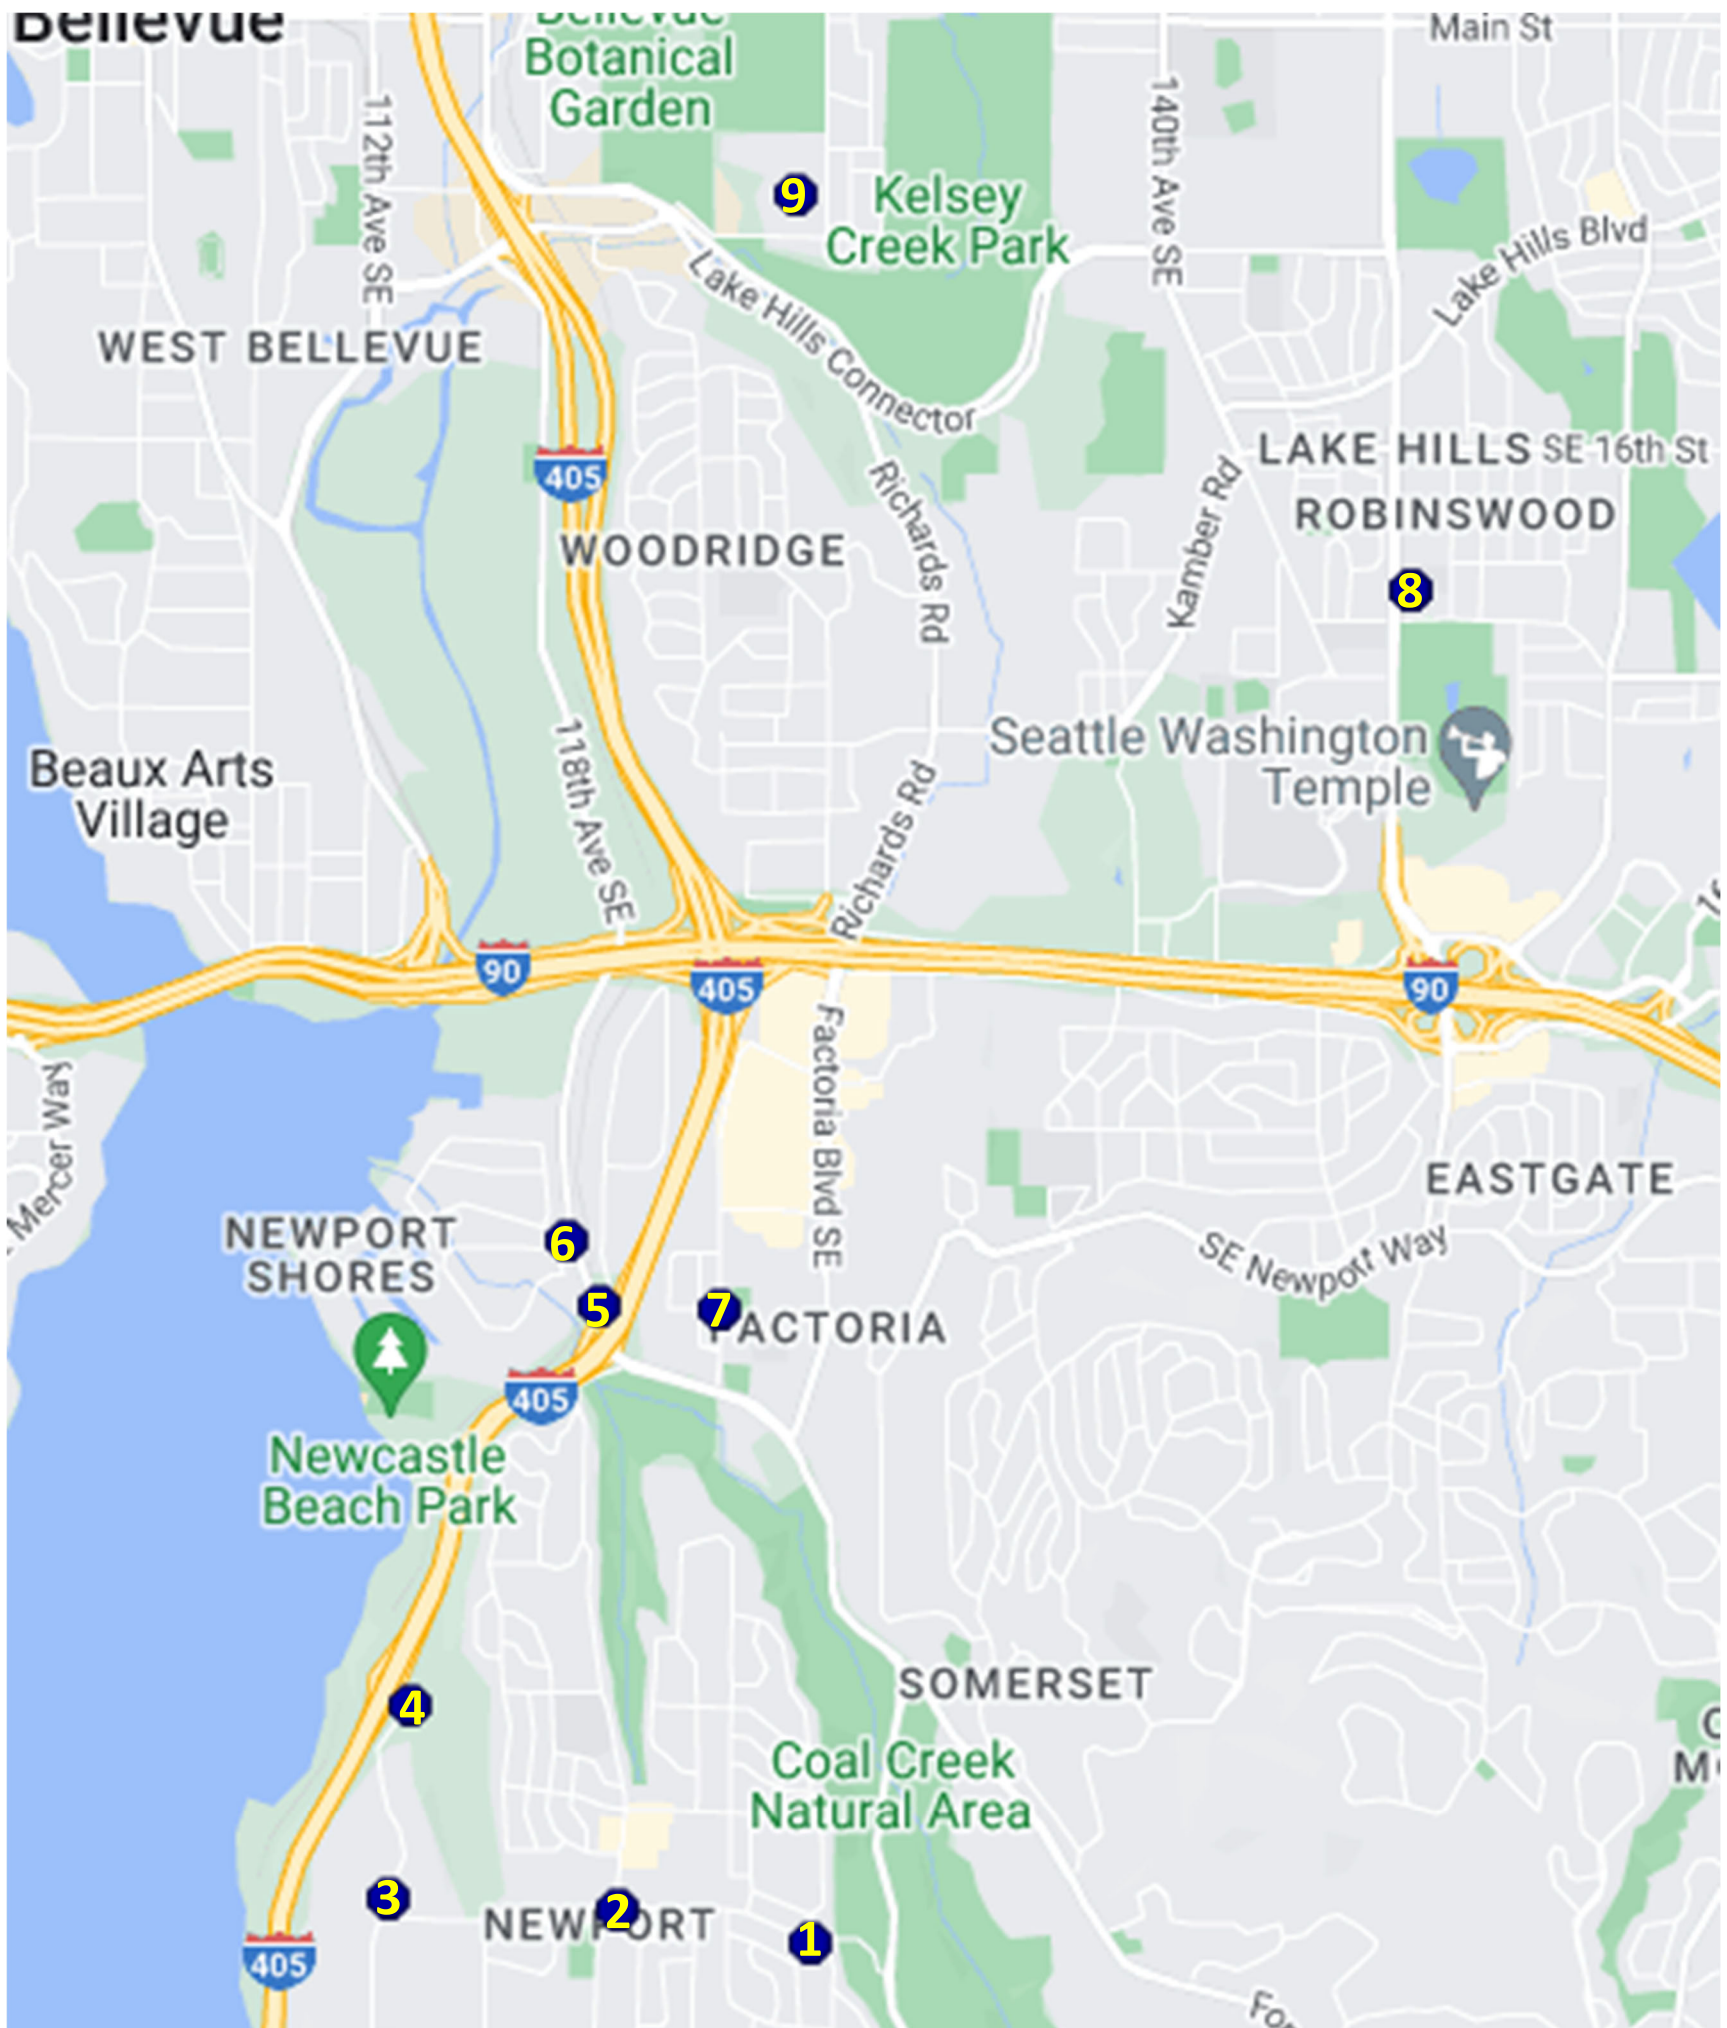 Bellevue
Bellevue
Botanical
Garden
Main St
112th Ave SE
140th Ave SE
9
Kelsey
Creek Park
Lake Hills Blvd
Lake Hills Connector
WEST BELLEVUE
405
LAKE HILLS
SE 16th St
ROBINSWOOD
Richards Rd
Kamber Rd
WOODRIDGE
8
Seattle Washington
Temple
Beaux Arts
Village
118th Ave SE
Richards Rd
90
405
90
Factoria Blvd SE
Mercer Way
EASTGATE
NEWPORT
SHORES
6
SE Newport Way
5
7
FACTORIA
405
Newcastle
Beach Park
SOMERSET
4
Coal Creek
Natural Area
3
NEWPORT
2
1
405